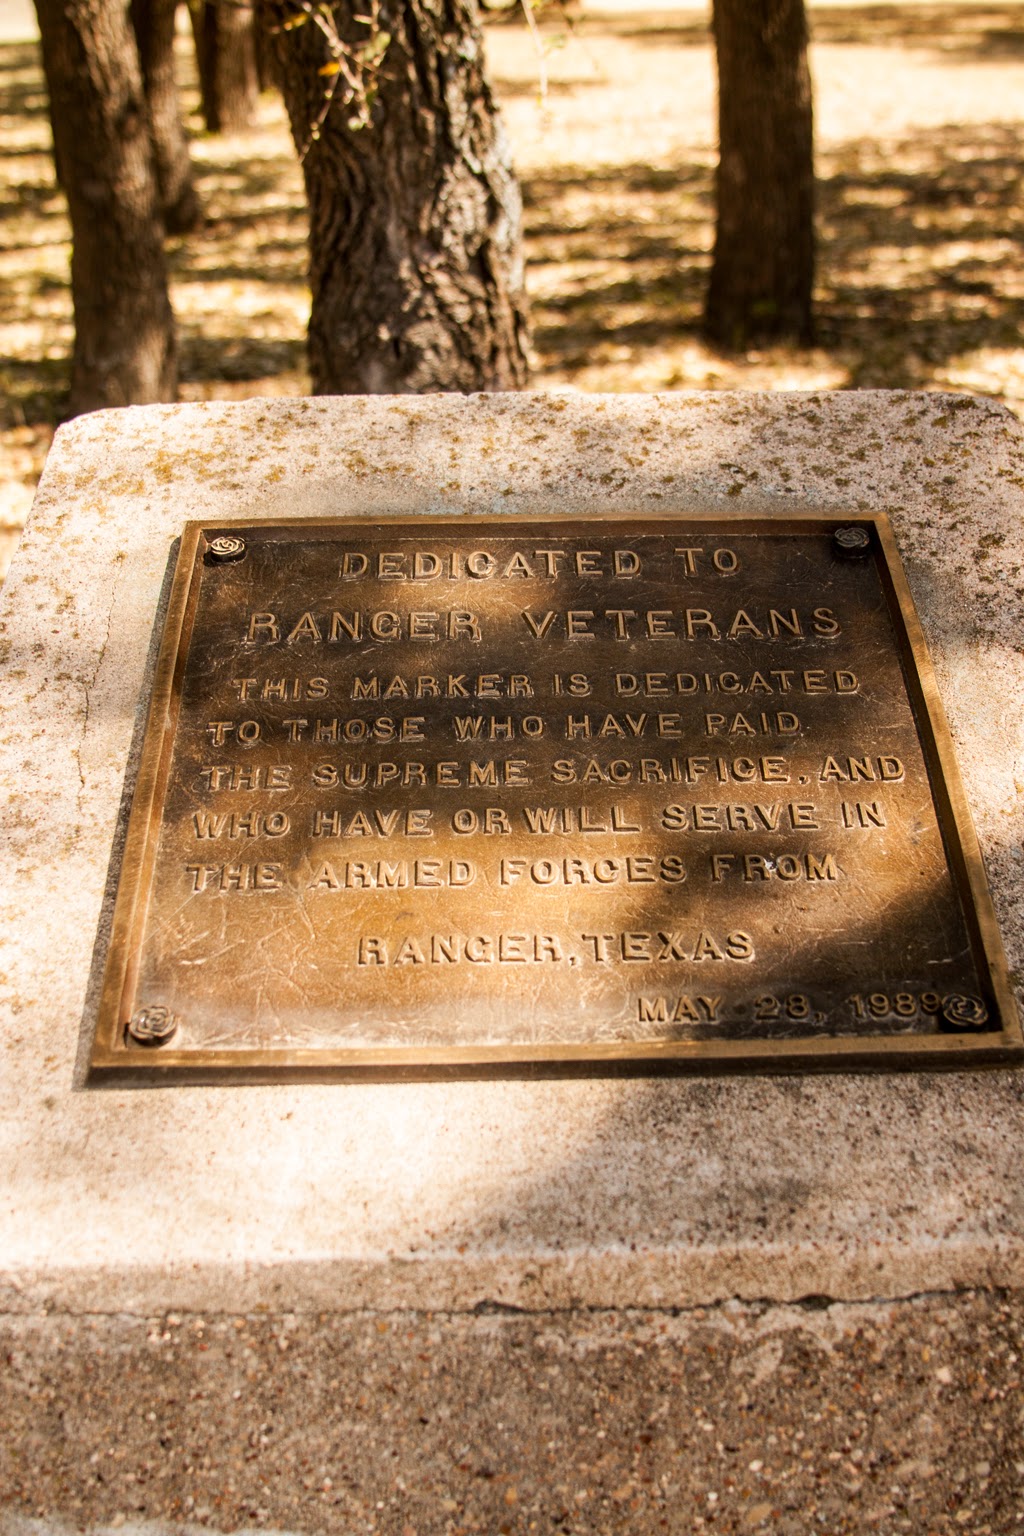 DEDICATED TO
RANGER VETERANS
THIS MARKER IS DEDICATED
TO THOSE WHO HAVE PAID
THE SUPREME SACRIFICE, AND
WHO HAVE OR WILL SERVE IN
THE ARMED FORCES FROM
RANGER, TEXAS
MAY 28, 1989